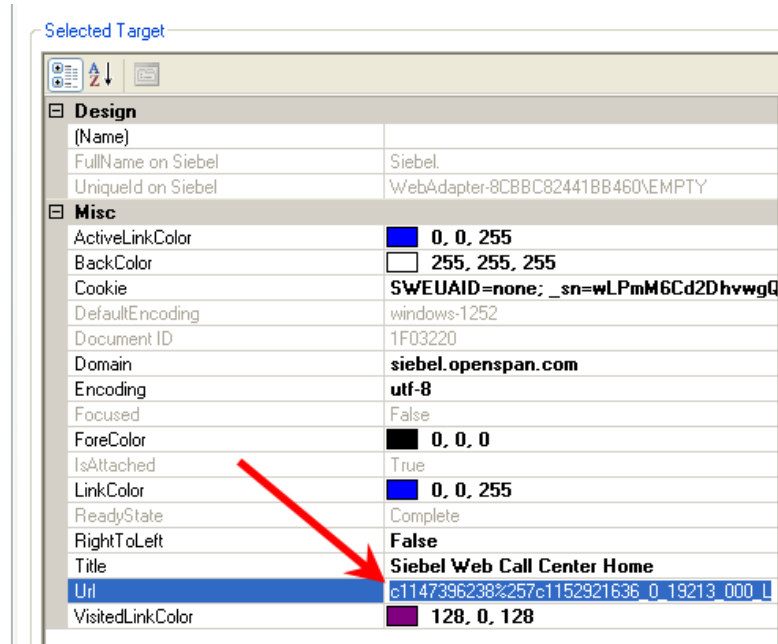 Selected Target
Design
(Name)
FullName on Siebel Siebel.
UniqueId on Siebel WebAdapter-8CBBC82441BB460\EMPTY
Misc
ActiveLinkColor 0, 0, 255
BackColor 255, 255, 255
Cookie SWEUAID=none; _sn=wLPmM6Cd2DhvwgQ
DefaultEncoding windows-1252
Document ID 1F03220
Domain siebel.openspan.com
Encoding utf-8
Focused False
ForeColor 0, 0, 0
IsAttached True
LinkColor 0, 0, 255
ReadyState Complete
RightToLeft False
Title Siebel Web Call Center Home
Url c1147396238%257c1152921636_0_19213_000_L
VisitedLinkColor 128, 0, 128